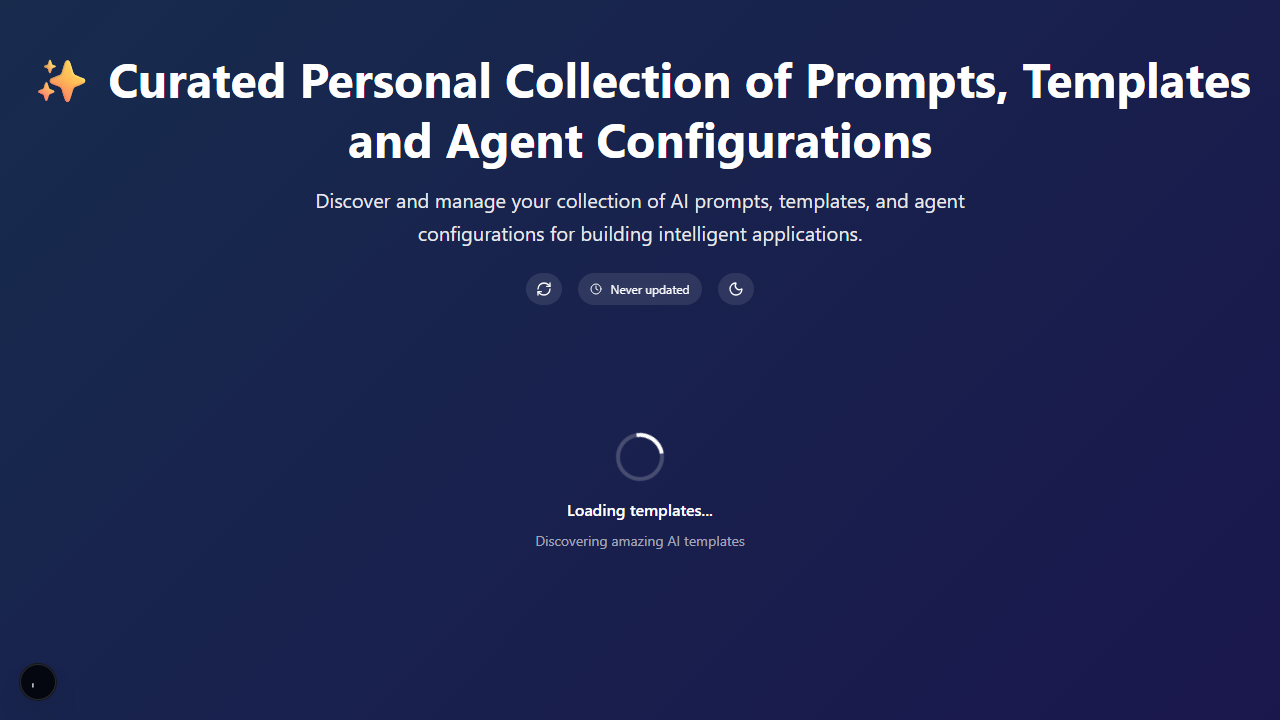 Curated Personal Collection of Prompts, Templates
and Agent Configurations
Discover and manage your collection of AI prompts, templates, and agent
configurations for building intelligent applications.
Never updated
Loading templates...
Discovering amazing AI templates